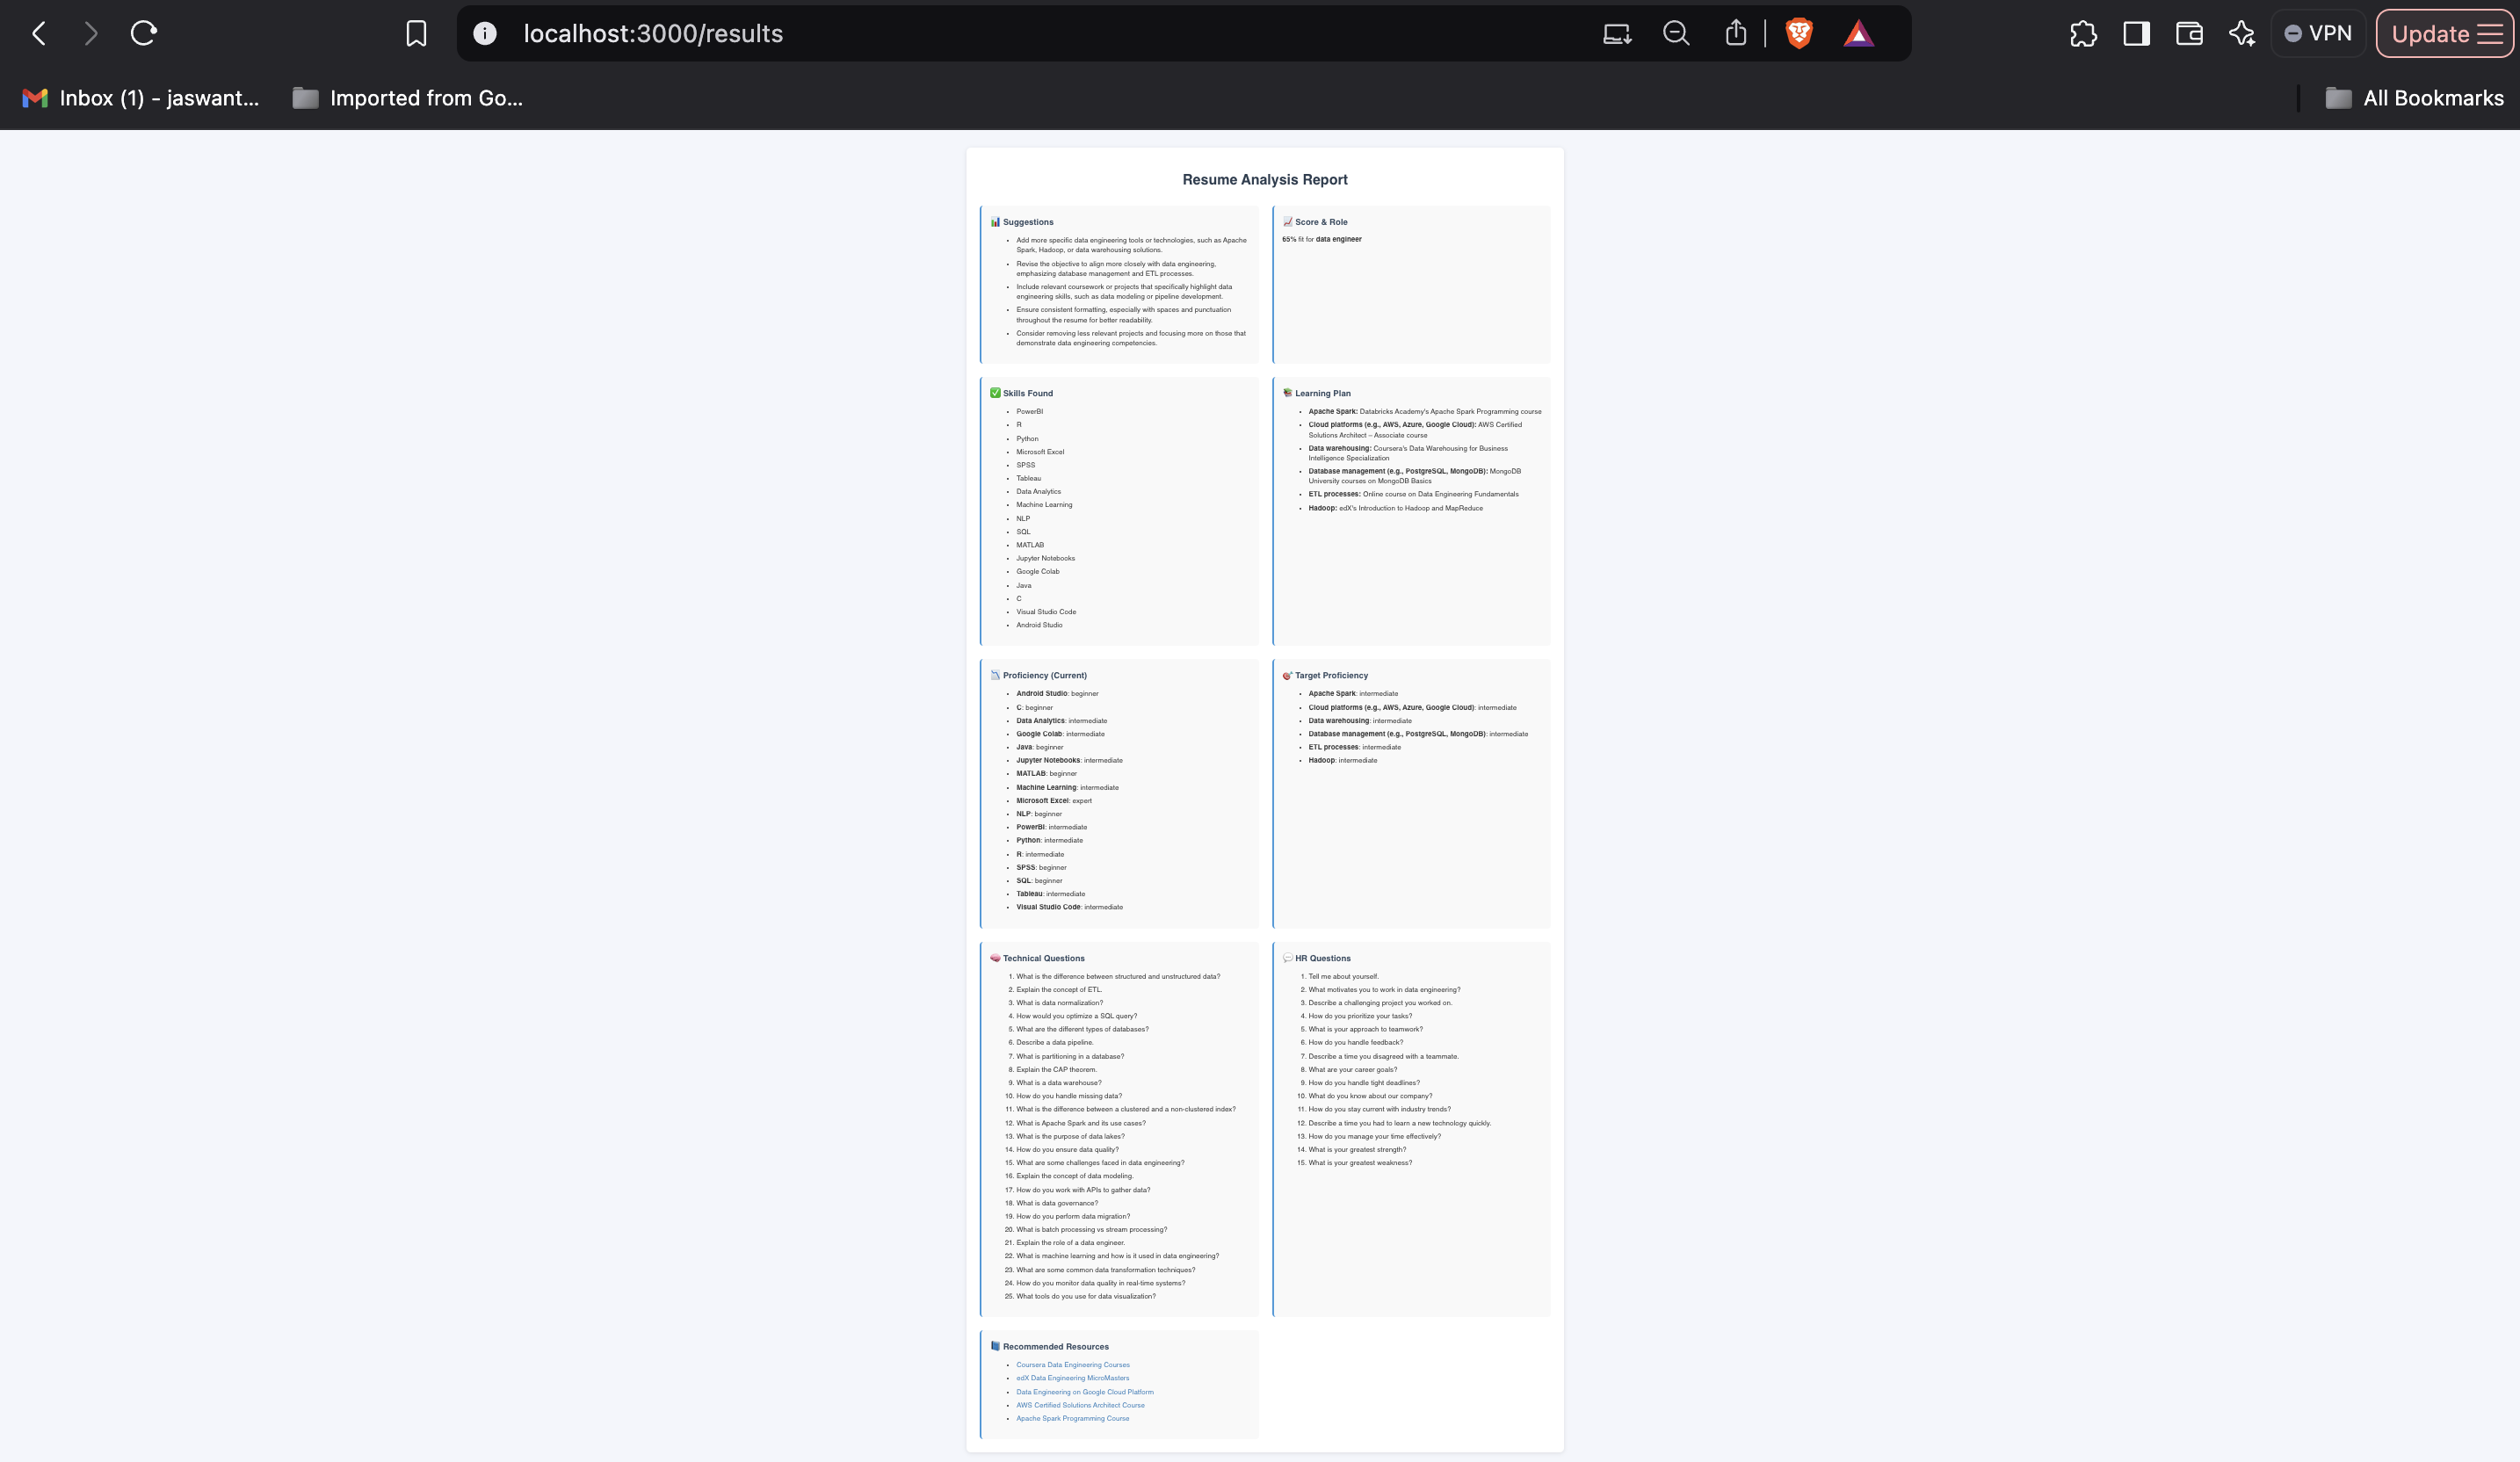 localhost:3000/results
VPN
Update
Inbox (1) - jaswant...
Imported from Go...
All Bookmarks
Resume Analysis Report
Suggestions
Add more specific data engineering tools or technologies, such as Apache
Spark, Hadoop, or data warehousing solutions.
Revise the objective to align more closely with data engineering,
emphasizing database management and ETL processes.
Include relevant coursework or projects that specifically highlight data
engineering skills, such as data modeling or pipeline development.
Ensure consistent formatting, especially with spaces and punctuation
throughout the resume for better readability.
Consider removing less relevant projects and focusing more on those that
demonstrate data engineering competencies.
Score & Role
65% fit for data engineer
Skills Found
PowerBI
R
Python
Microsoft Excel
SPSS
Tableau
Data Analytics
Machine Learning
NLP
SQL
MATLAB
Jupyter Notebooks
Google Colab
Java
C
Visual Studio Code
Android Studio
Learning Plan
Apache Spark: Databricks Academy's Apache Spark Programming course
Cloud platforms (e.g., AWS, Azure, Google Cloud): AWS Certified
Solutions Architect – Associate course
Data warehousing: Coursera's Data Warehousing for Business
Intelligence Specialization
Database management (e.g., PostgreSQL, MongoDB): MongoDB
University courses on MongoDB Basics
ETL processes: Online course on Data Engineering Fundamentals
Hadoop: edX's Introduction to Hadoop and MapReduce
Proficiency (Current)
Android Studio: beginner
C: beginner
Data Analytics: intermediate
Google Colab: intermediate
Java: beginner
Jupyter Notebooks: intermediate
MATLAB: beginner
Machine Learning: intermediate
Microsoft Excel: expert
NLP: beginner
PowerBI: intermediate
Python: intermediate
R: intermediate
SPSS: beginner
SQL: beginner
Tableau: intermediate
Visual Studio Code: intermediate
Target Proficiency
Apache Spark: intermediate
Cloud platforms (e.g., AWS, Azure, Google Cloud): intermediate
Data warehousing: intermediate
Database management (e.g., PostgreSQL, MongoDB): intermediate
ETL processes: intermediate
Hadoop: intermediate
Technical Questions
1. What is the difference between structured and unstructured data?
2. Explain the concept of ETL.
3. What is data normalization?
4. How would you optimize a SQL query?
5. What are the different types of databases?
6. Describe a data pipeline.
7. What is partitioning in a database?
8. Explain the CAP theorem.
9. What is a data warehouse?
10. How do you handle missing data?
11. What is the difference between a clustered and a non-clustered index?
12. What is Apache Spark and its use cases?
13. What is the purpose of data lakes?
14. How do you ensure data quality?
15. What are some challenges faced in data engineering?
16. Explain the concept of data modeling.
17. How do you work with APIs to gather data?
18. What is data governance?
19. How do you perform data migration?
20. What is batch processing vs stream processing?
21. Explain the role of a data engineer.
22. What is machine learning and how is it used in data engineering?
23. What are some common data transformation techniques?
24. How do you monitor data quality in real-time systems?
25. What tools do you use for data visualization?
HR Questions
1. Tell me about yourself.
2. What motivates you to work in data engineering?
3. Describe a challenging project you worked on.
4. How do you prioritize your tasks?
5. What is your approach to teamwork?
6. How do you handle feedback?
7. Describe a time you disagreed with a teammate.
8. What are your career goals?
9. How do you handle tight deadlines?
10. What do you know about our company?
11. How do you stay current with industry trends?
12. Describe a time you had to learn a new technology quickly.
13. How do you manage your time effectively?
14. What is your greatest strength?
15. What is your greatest weakness?
Recommended Resources
Coursera Data Engineering Courses
edX Data Engineering MicroMasters
Data Engineering on Google Cloud Platform
AWS Certified Solutions Architect Course
Apache Spark Programming Course